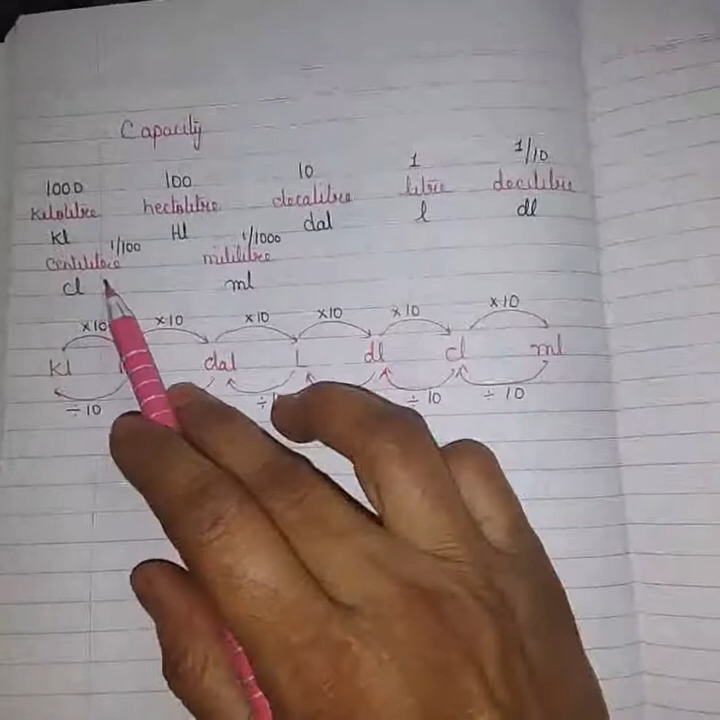 Capacity
1000 100 10 1 1/10
kilolitre hectolitre decalitre litre decilitre
kl Hl dal l dl
1/100 1/1000
centilitre millilitre
cl ml
×10 ×10 ×10 ×10 ×10 ×10
kl dal L dl cl ml
÷10 ÷10 ÷10